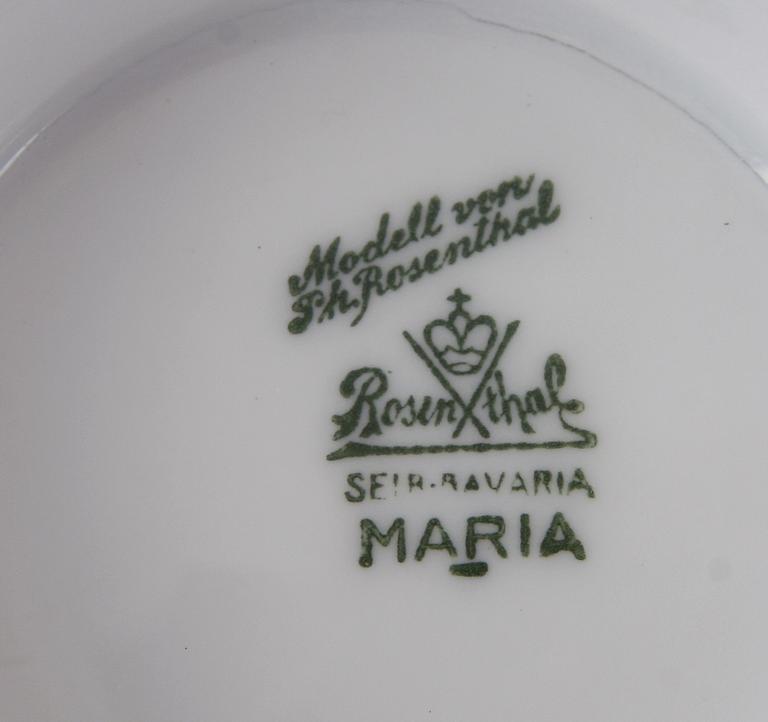 Modell von
Ph. Rosenthal
Rosenthal
SELB-BAVARIA
MARIA